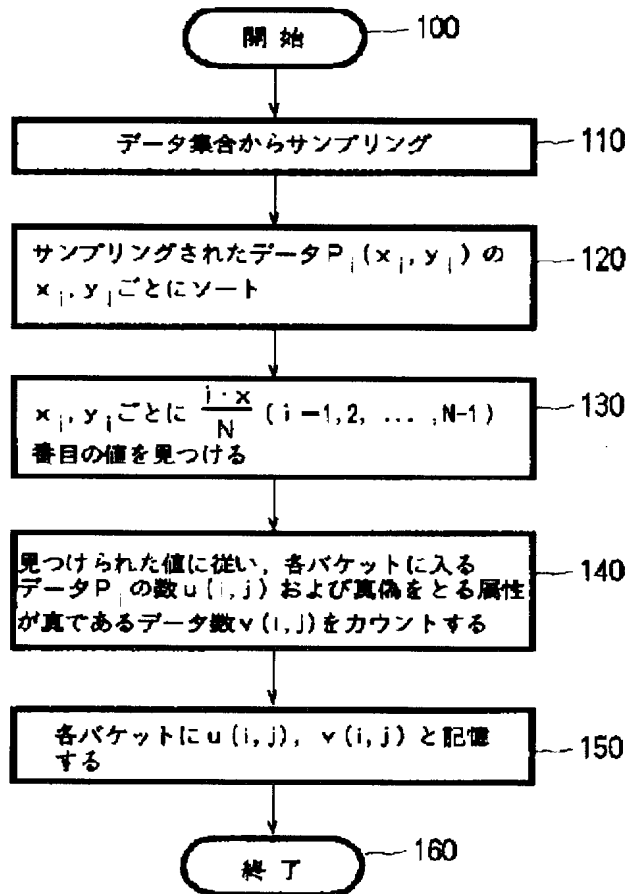 開始 100
データ集合からサンプリング 110
サンプリングされたデータP_i(x_i, y_i)の 120
x_i, y_iごとにソート
x_i, y_iごとに i・x/N (i=1,2, ... ,N-1) 130
番目の値を見つける
見つけられた値に従い,各バケットに入る 140
データP_iの数u(i,j)および真偽をとる属性
が真であるデータ数v(i,j)をカウントする
各バケットにu(i,j), v(i,j)と記憶 150
する
終了 160